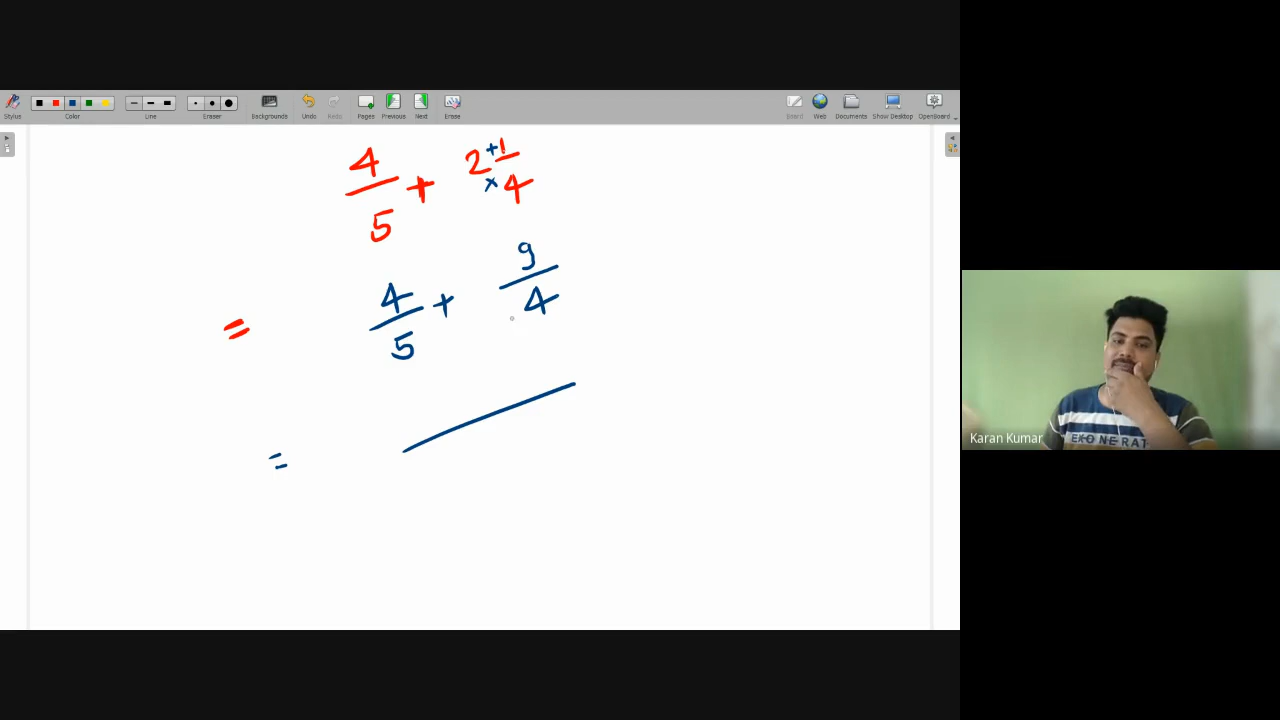 Stylus Color Line Eraser Backgrounds Undo Redo Pages Previous Next Erase Board Web Documents Show Desktop OpenBoard
4/5 + 2 + 1/4 ×
= 4/5 + 9/4
=
EXONERAT
Karan Kumar